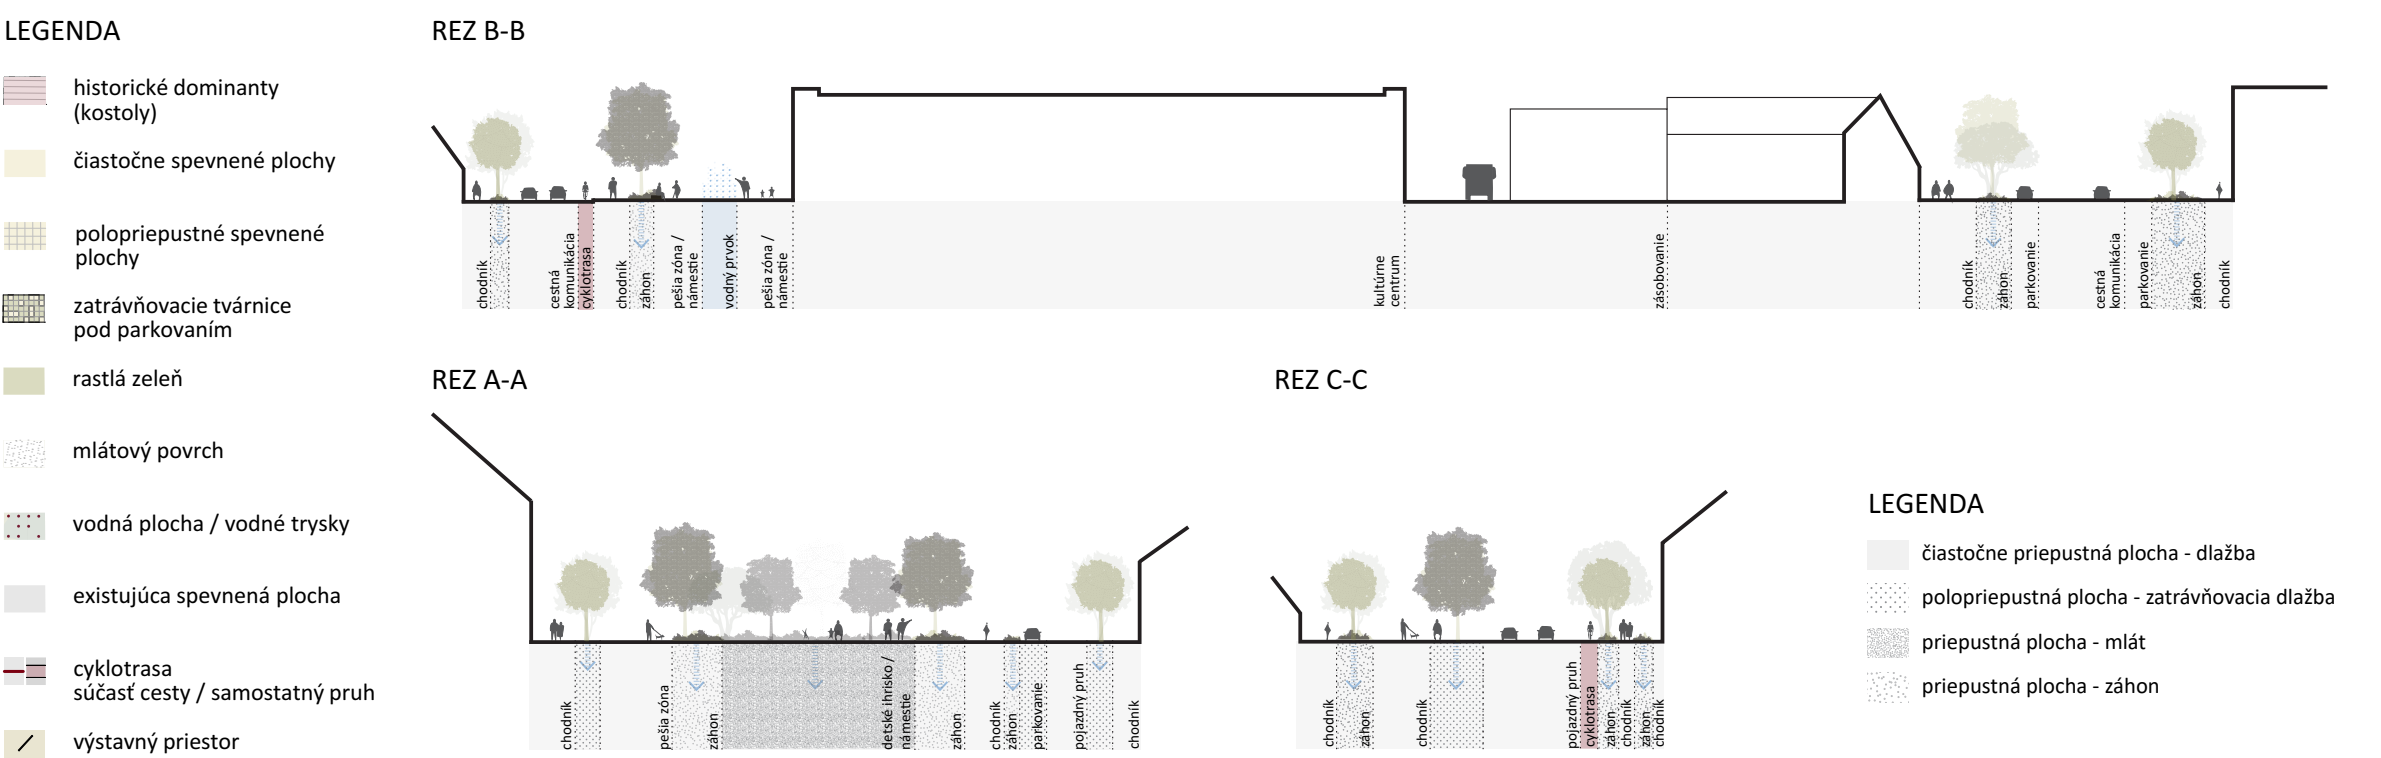 LEGENDA
historické dominanty
(kostoly)
čiastočne spevnené plochy
polopriepustné spevnené
plochy
zatrávňovacie tvárnice
pod parkovaním
rastlá zeleň
mlátový povrch
vodná plocha / vodné trysky
existujúca spevnená plocha
cyklotrasa
súčasť cesty / samostatný pruh
výstavný priestor
REZ B-B
chodník
cestná
komunikácia
cyklotrasa
chodník
záhon
pešia zóna /
námestie
vodný prvok
pešia zóna /
námestie
kultúrne
centrum
zásobovanie
chodník
záhon
parkovanie
cestná
komunikácia
parkovanie
záhon
chodník
REZ A-A
chodník
pešia zóna
záhon
detské ihrisko /
námestie
záhon
chodník
záhon
parkovanie
pojazdný pruh
chodník
REZ C-C
chodník
záhon
chodník
pojazdný pruh
cyklotrasa
záhon
chodník
záhon
chodník
LEGENDA
čiastočne priepustná plocha - dlažba
polopriepustná plocha - zatrávňovacia dlažba
priepustná plocha - mlát
priepustná plocha - záhon